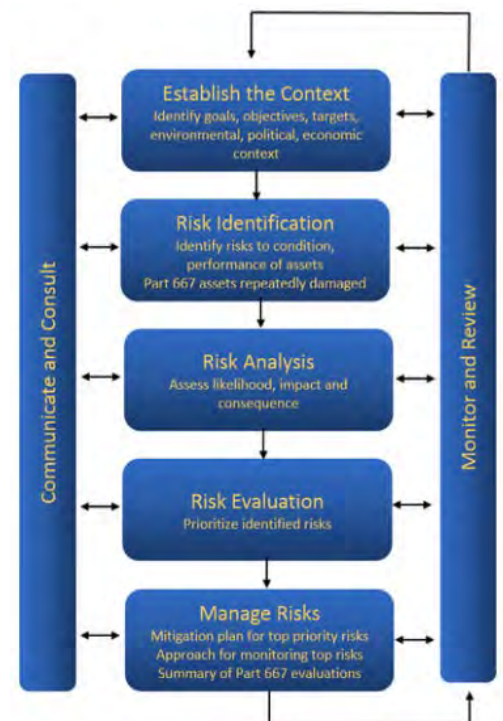 Communicate and Consult
Establish the Context
Identify goals, objectives, targets,
environmental, political, economic
context
Risk Identification
Identify risks to condition,
performance of assets
Part 667 assets repeatedly damaged
Risk Analysis
Assess likelihood, impact and
consequence
Risk Evaluation
Prioritize identified risks
Manage Risks
Mitigation plan for top priority risks
Approach for monitoring top risks
Summary of Part 667 evaluations
Monitor and Review